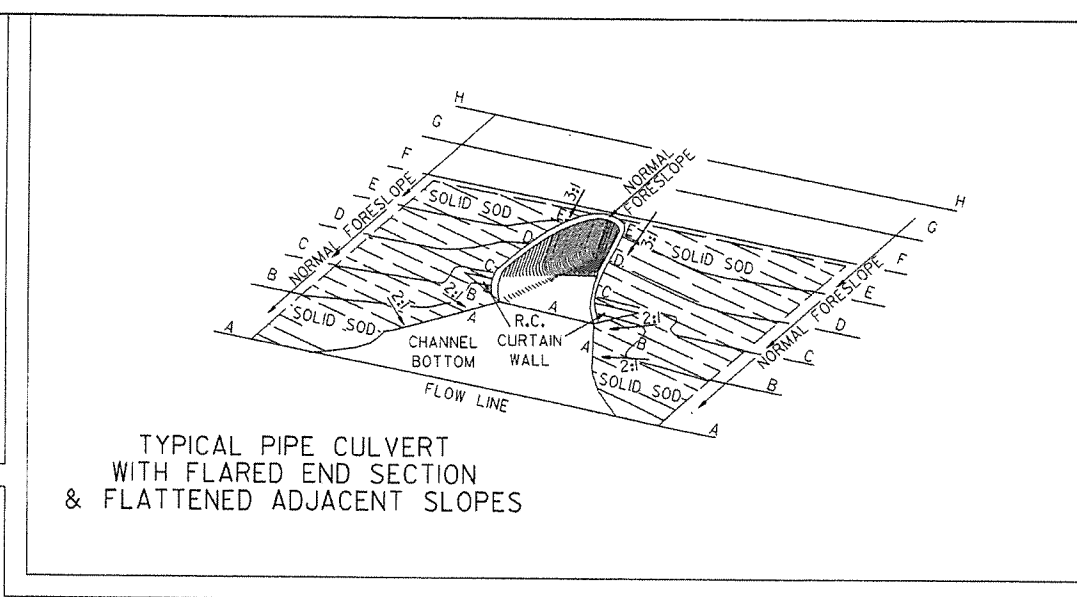 H
G
F
E
D
C
B
A
NORMAL FORESLOPE
SOLID SOD
SOLID SOD
2:1
2:1
3:1
NORMAL
FORESLOPE
3:1
E
D
C
B
A
A
E
D
C
B
A
R.C.
CURTAIN
WALL
CHANNEL
BOTTOM
FLOW LINE
2:1
2:1
SOLID SOD
SOLID SOD
NORMAL FORESLOPE
H
G
F
E
D
C
B
A
TYPICAL PIPE CULVERT
WITH FLARED END SECTION
& FLATTENED ADJACENT SLOPES